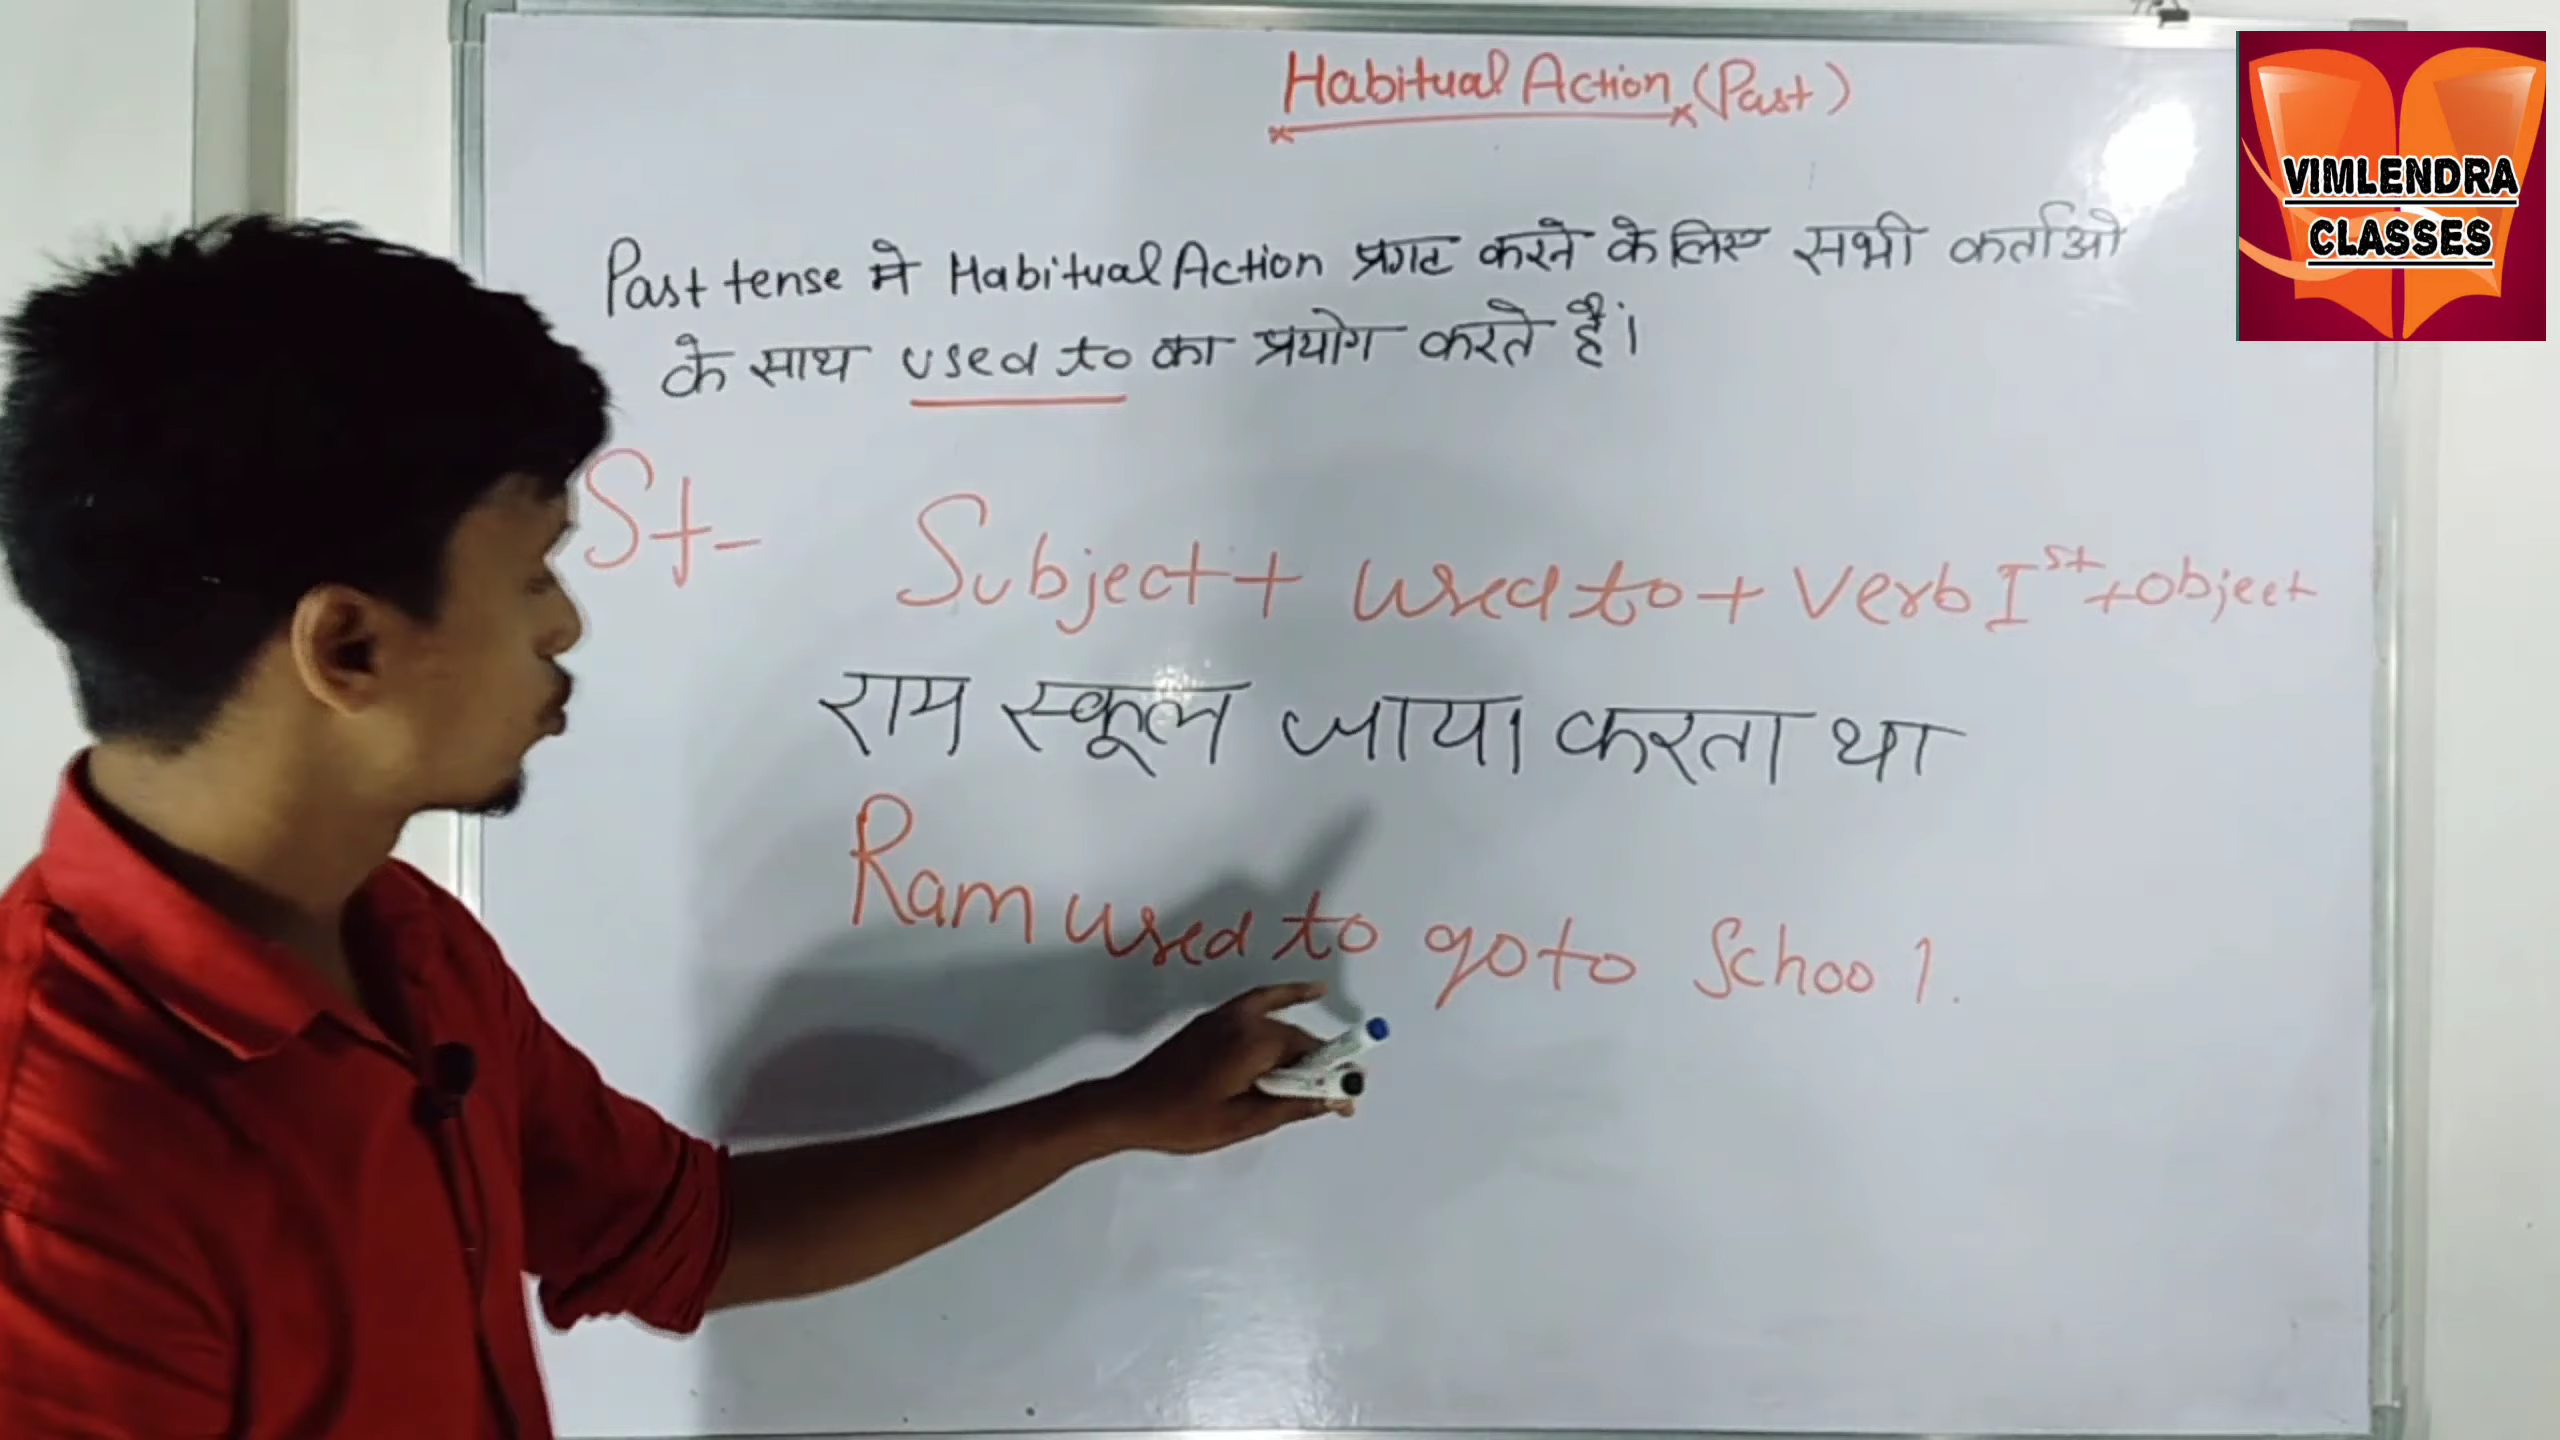 Habitual Action (Past)
VIMLENDRA
CLASSES
Past tense मे Habitual Action प्रगट करने के लिए सभी कर्ताओ
के साथ used to का प्रयोग करते हैं।
St-
Subject + used to + Verb Ist + object
राम स्कूल जाया करता था
Ram used to go to School.